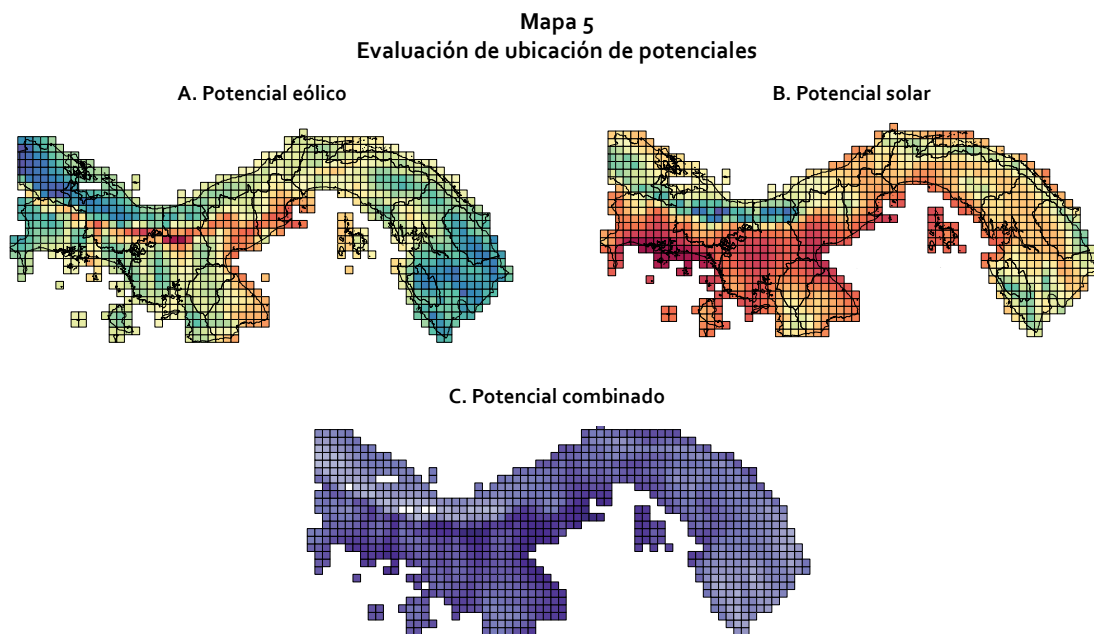 Mapa 5
Evaluación de ubicación de potenciales
A. Potencial eólico
B. Potencial solar
C. Potencial combinado